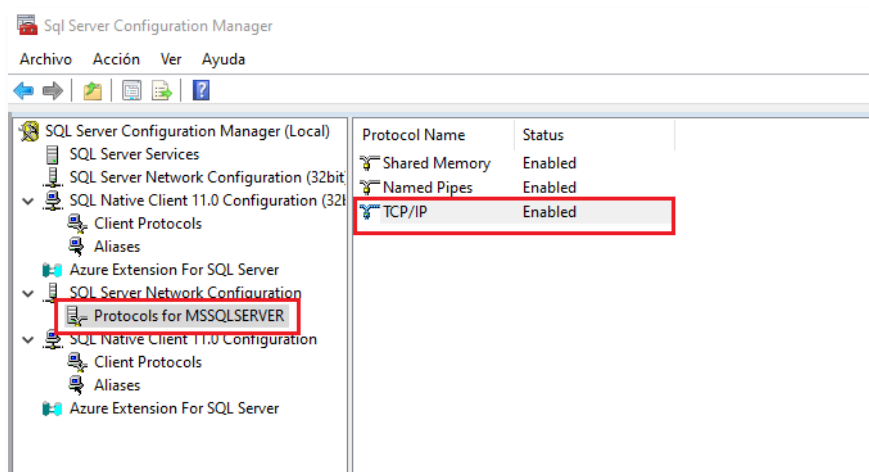 Sql Server Configuration Manager
Archivo Acción Ver Ayuda
SQL Server Configuration Manager (Local)
SQL Server Services
SQL Server Network Configuration (32bit
SQL Native Client 11.0 Configuration (32
Client Protocols
Aliases
Azure Extension For SQL Server
SQL Server Network Configuration
Protocols for MSSQLSERVER
SQL Native Client 11.0 Configuration
Client Protocols
Aliases
Azure Extension For SQL Server
Protocol Name Status
Shared Memory Enabled
Named Pipes Enabled
TCP/IP Enabled